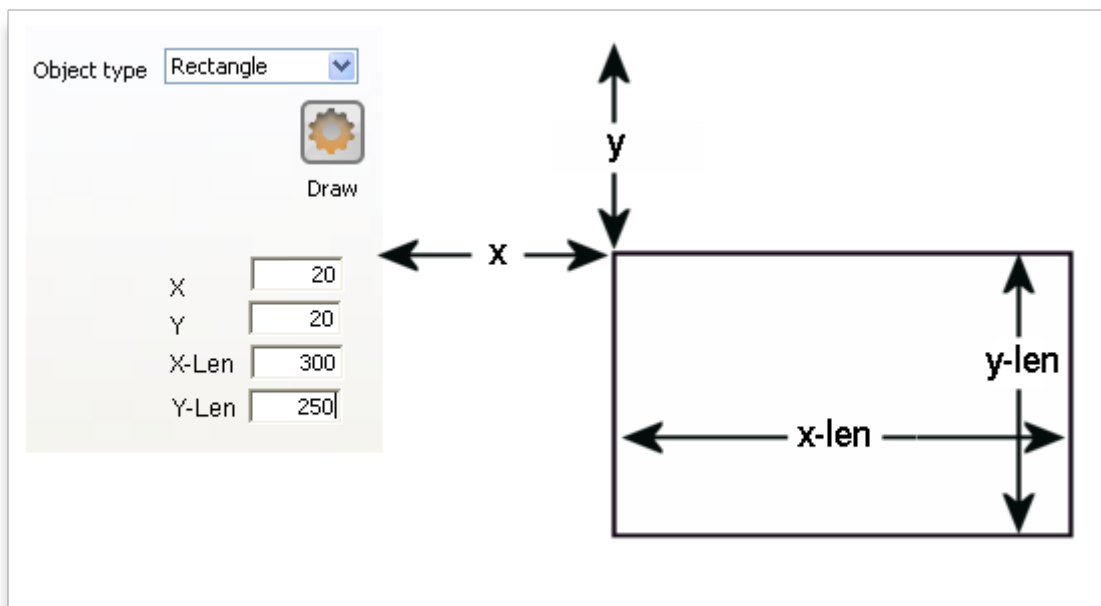 Object type Rectangle
Draw
X 20
Y 20
X-Len 300
Y-Len 250
y
x
y-len
x-len